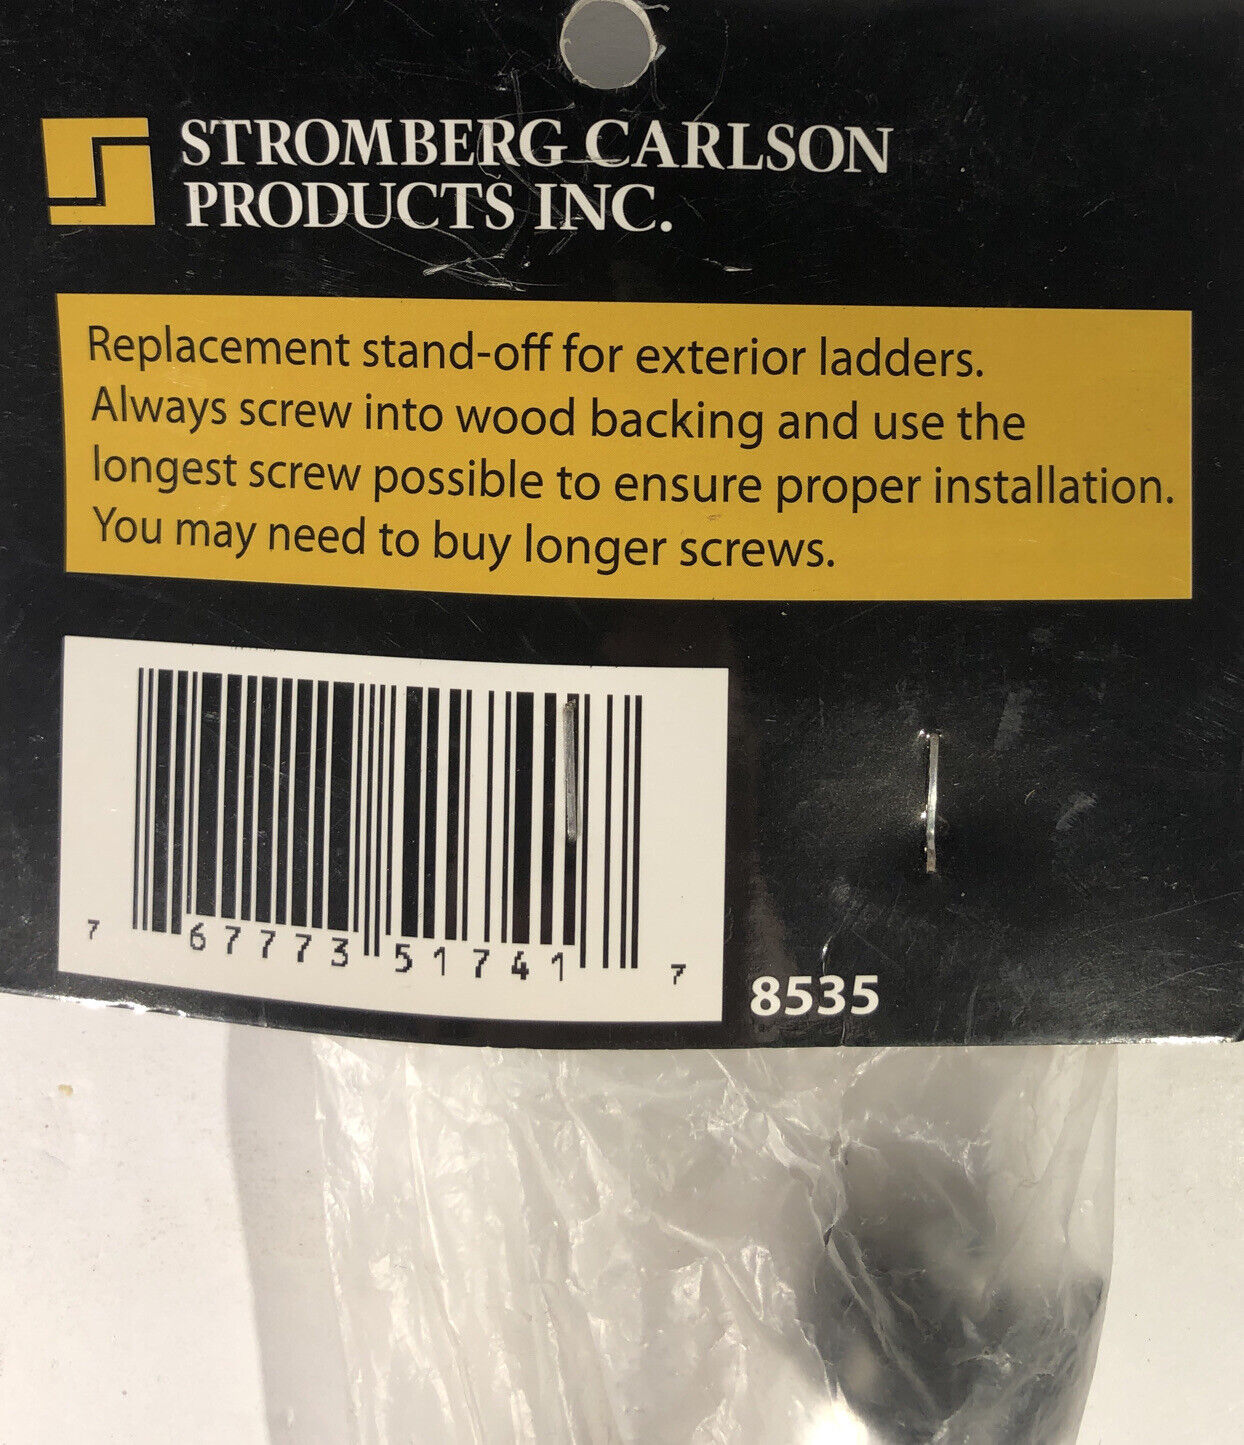 STROMBERG CARLSON
PRODUCTS INC.
Replacement stand-off for exterior ladders.
Always screw into wood backing and use the
longest screw possible to ensure proper installation.
You may need to buy longer screws.
7 67773 51741 7
8535